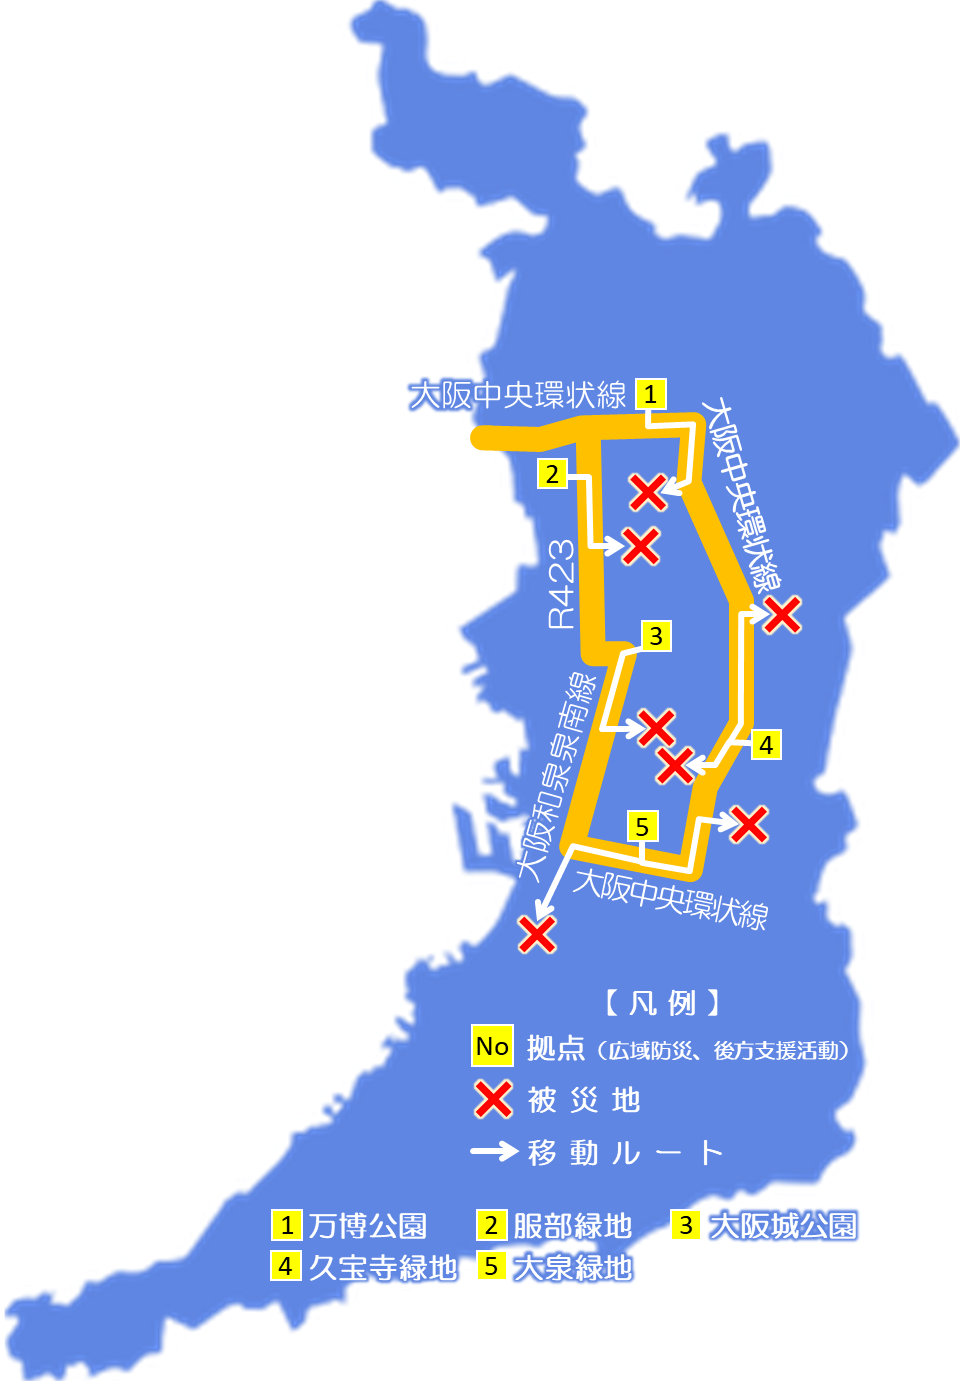 大阪中央環状線
1
大阪中央環状線
2
R423
3
大阪和泉泉南線
4
5
大阪中央環状線
【凡例】
No 拠点（広域防災、後方支援活動）
被災地
移動ルート
1 万博公園 2 服部緑地 3 大阪城公園
4 久宝寺緑地 5 大泉緑地